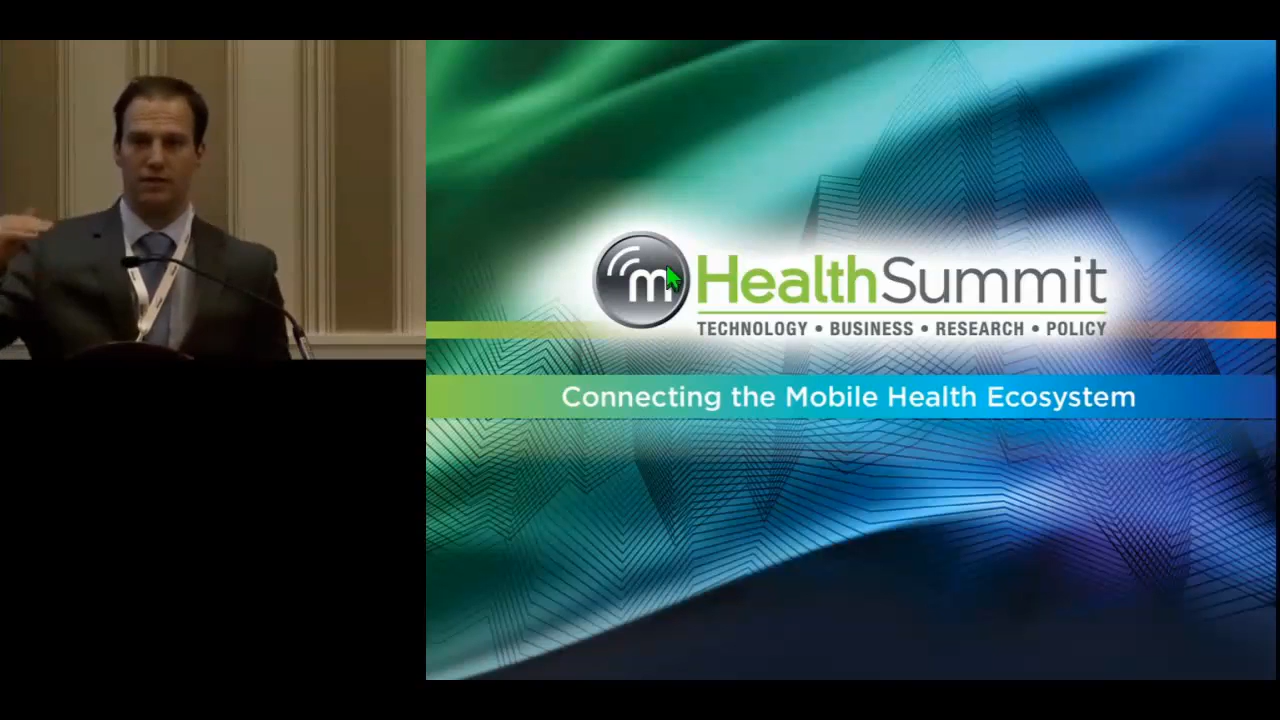 mHealthSummit
TECHNOLOGY • BUSINESS • RESEARCH • POLICY
Connecting the Mobile Health Ecosystem